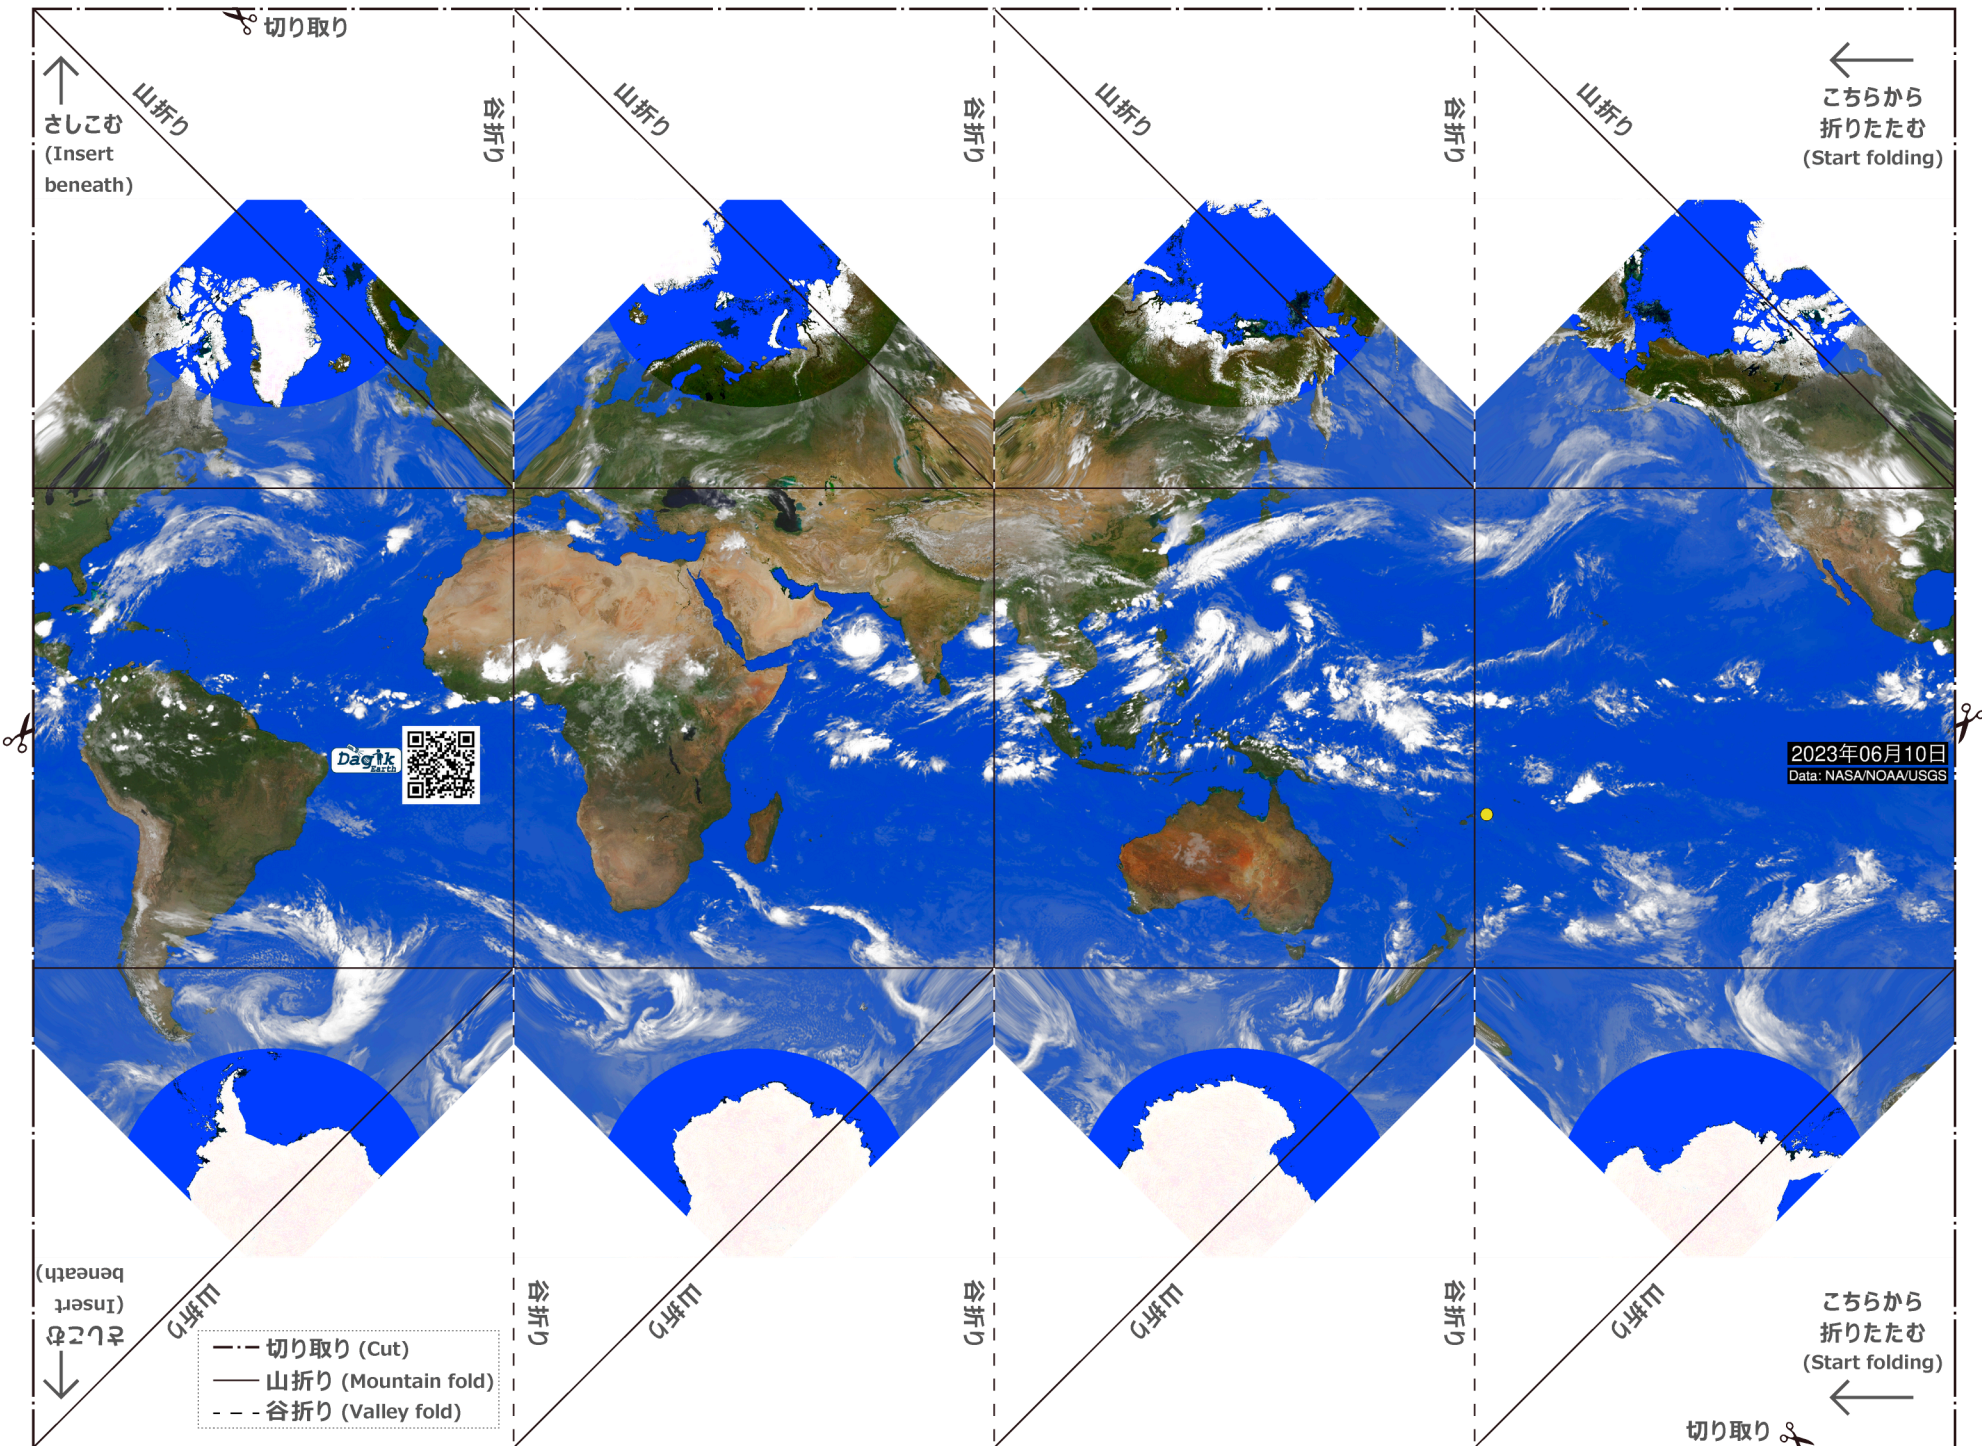 切り取り
さしこむ
(Insert
beneath)
山折り
谷折り
山折り
谷折り
山折り
谷折り
山折り
こちらから
折りたたむ
(Start folding)
Dagik
Earth
2023年06月10日
Data: NASA/NOAA/USGS
さしこむ
(Insert
beneath)
山折り
谷折り
山折り
谷折り
山折り
谷折り
山折り
こちらから
折りたたむ
(Start folding)
切り取り (Cut)
山折り (Mountain fold)
谷折り (Valley fold)
切り取り